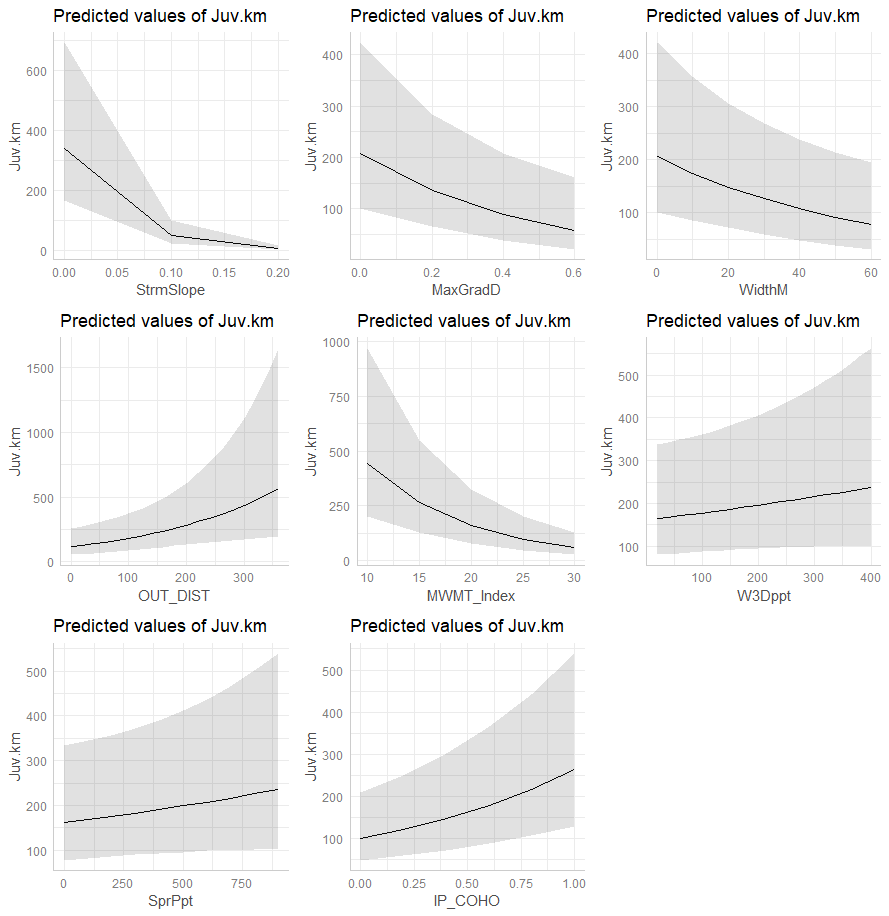 Predicted values of Juv.km
Juv.km
600
400
200
0
0.00 0.05 0.10 0.15 0.20
StrmSlope
Predicted values of Juv.km
Juv.km
400
300
200
100
0.0 0.2 0.4 0.6
MaxGradD
Predicted values of Juv.km
Juv.km
400
300
200
100
0 20 40 60
WidthM
Predicted values of Juv.km
Juv.km
1500
1000
500
0
0 100 200 300
OUT_DIST
Predicted values of Juv.km
Juv.km
1000
750
500
250
0
10 15 20 25 30
MWMT_Index
Predicted values of Juv.km
Juv.km
500
400
300
200
100
100 200 300 400
W3Dppt
Predicted values of Juv.km
Juv.km
500
400
300
200
100
0 250 500 750
SprPpt
Predicted values of Juv.km
Juv.km
500
400
300
200
100
0.00 0.25 0.50 0.75 1.00
IP_COHO